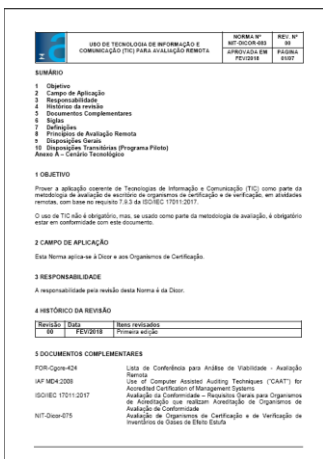 USO DE TECNOLOGIA DE INFORMAÇÃO E
COMUNICAÇÃO (TIC) PARA AVALIAÇÃO REMOTA
NORMA Nº
NIT-DICOR-083
REV. Nº
00
APROVADA EM
FEV/2018
PÁGINA
01/07
SUMÁRIO
1 Objetivo
2 Campo de Aplicação
3 Responsabilidade
4 Histórico da revisão
5 Documentos Complementares
6 Siglas
7 Definições
8 Princípios de Avaliação Remota
9 Disposições Gerais
10 Disposições Transitórias (Programa Piloto)
Anexo A – Cenário Tecnológico
1 OBJETIVO
Prover a aplicação coerente de Tecnologias de Informação e Comunicação (TIC) como parte da
metodologia de avaliação de escritório de organismos de certificação e de verificação, em atividades
remotas, com base no requisito 7.9.3 da ISO/IEC 17011:2017.
O uso de TIC não é obrigatório, mas, se usado como parte da metodologia de avaliação, é obrigatório
estar em conformidade com este documento.
2 CAMPO DE APLICAÇÃO
Esta Norma aplica-se à Dicor e aos Organismos de Certificação.
3 RESPONSABILIDADE
A responsabilidade pela revisão desta Norma é da Dicor.
4 HISTÓRICO DA REVISÃO
Revisão Data Itens revisados
00 FEV/2018 Primeira edição
5 DOCUMENTOS COMPLEMENTARES
FOR-Cgcre-424 Lista de Conferência para Análise de Viabilidade - Avaliação
Remota
IAF MD4:2008 Use of Computer Assisted Auditing Techniques ("CAAT") for
Accredited Certification of Management Systems
ISO/IEC 17011:2017 Avaliação da Conformidade – Requisitos Gerais para Organismos
de Acreditação que realizam Acreditação de Organismos de
Avaliação de Conformidade
NIT-Dicor-075 Avaliação de Organismos de Certificação e de Verificação de
Inventários de Gases de Efeito Estufa